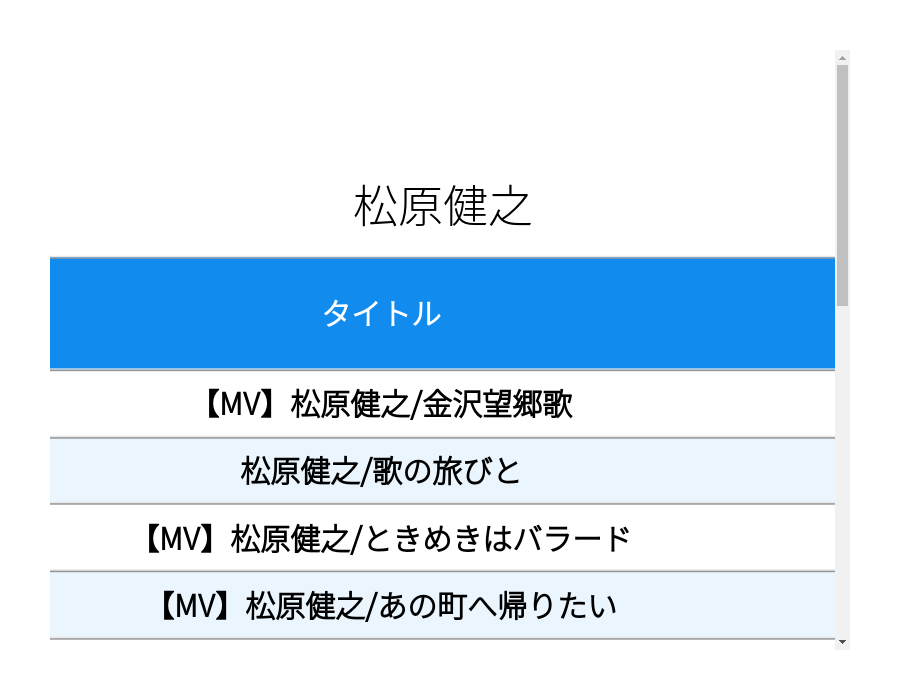 松原健之
タイトル
【MV】松原健之/金沢望郷歌
松原健之/歌の旅びと
【MV】松原健之/ときめきはバラード
【MV】松原健之/あの町へ帰りたい